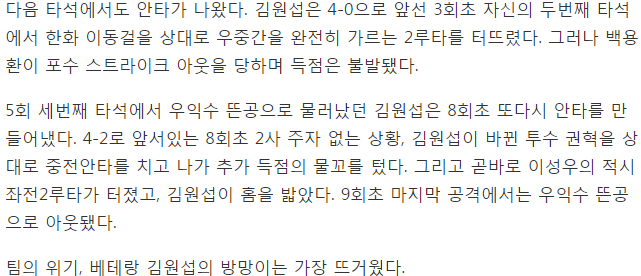 다음 타석에서도 안타가 나왔다. 김원섭은 4-0으로 앞선 3회초 자신의 두번째 타석
에서 한화 이동걸을 상대로 우중간을 완전히 가르는 2루타를 터뜨렸다. 그러나 백용
환이 포수 스트라이크 아웃을 당하며 득점은 불발됐다.
5회 세번째 타석에서 우익수 뜬공으로 물러났던 김원섭은 8회초 또다시 안타를 만
들어냈다. 4-2로 앞서있는 8회초 2사 주자 없는 상황, 김원섭이 바뀐 투수 권혁을 상
대로 중전안타를 치고 나가 추가 득점의 물꼬를 텄다. 그리고 곧바로 이성우의 적시
좌전2루타가 터졌고, 김원섭이 홈을 밟았다. 9회초 마지막 공격에서는 우익수 뜬공
으로 아웃됐다.
팀의 위기, 베테랑 김원섭의 방망이는 가장 뜨거웠다.